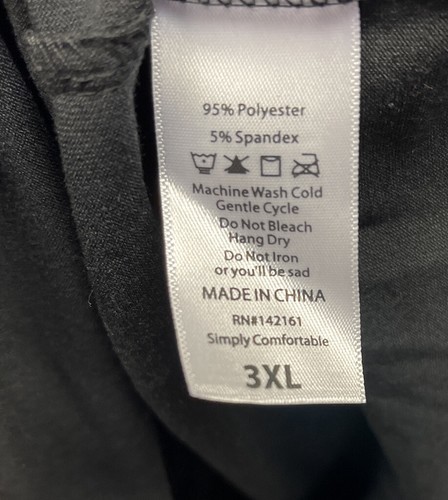 95% Polyester
5% Spandex
Machine Wash Cold
Gentle Cycle
Do Not Bleach
Hang Dry
Do Not Iron
or you'll be sad
MADE IN CHINA
RN#142161
Simply Comfortable
3XL